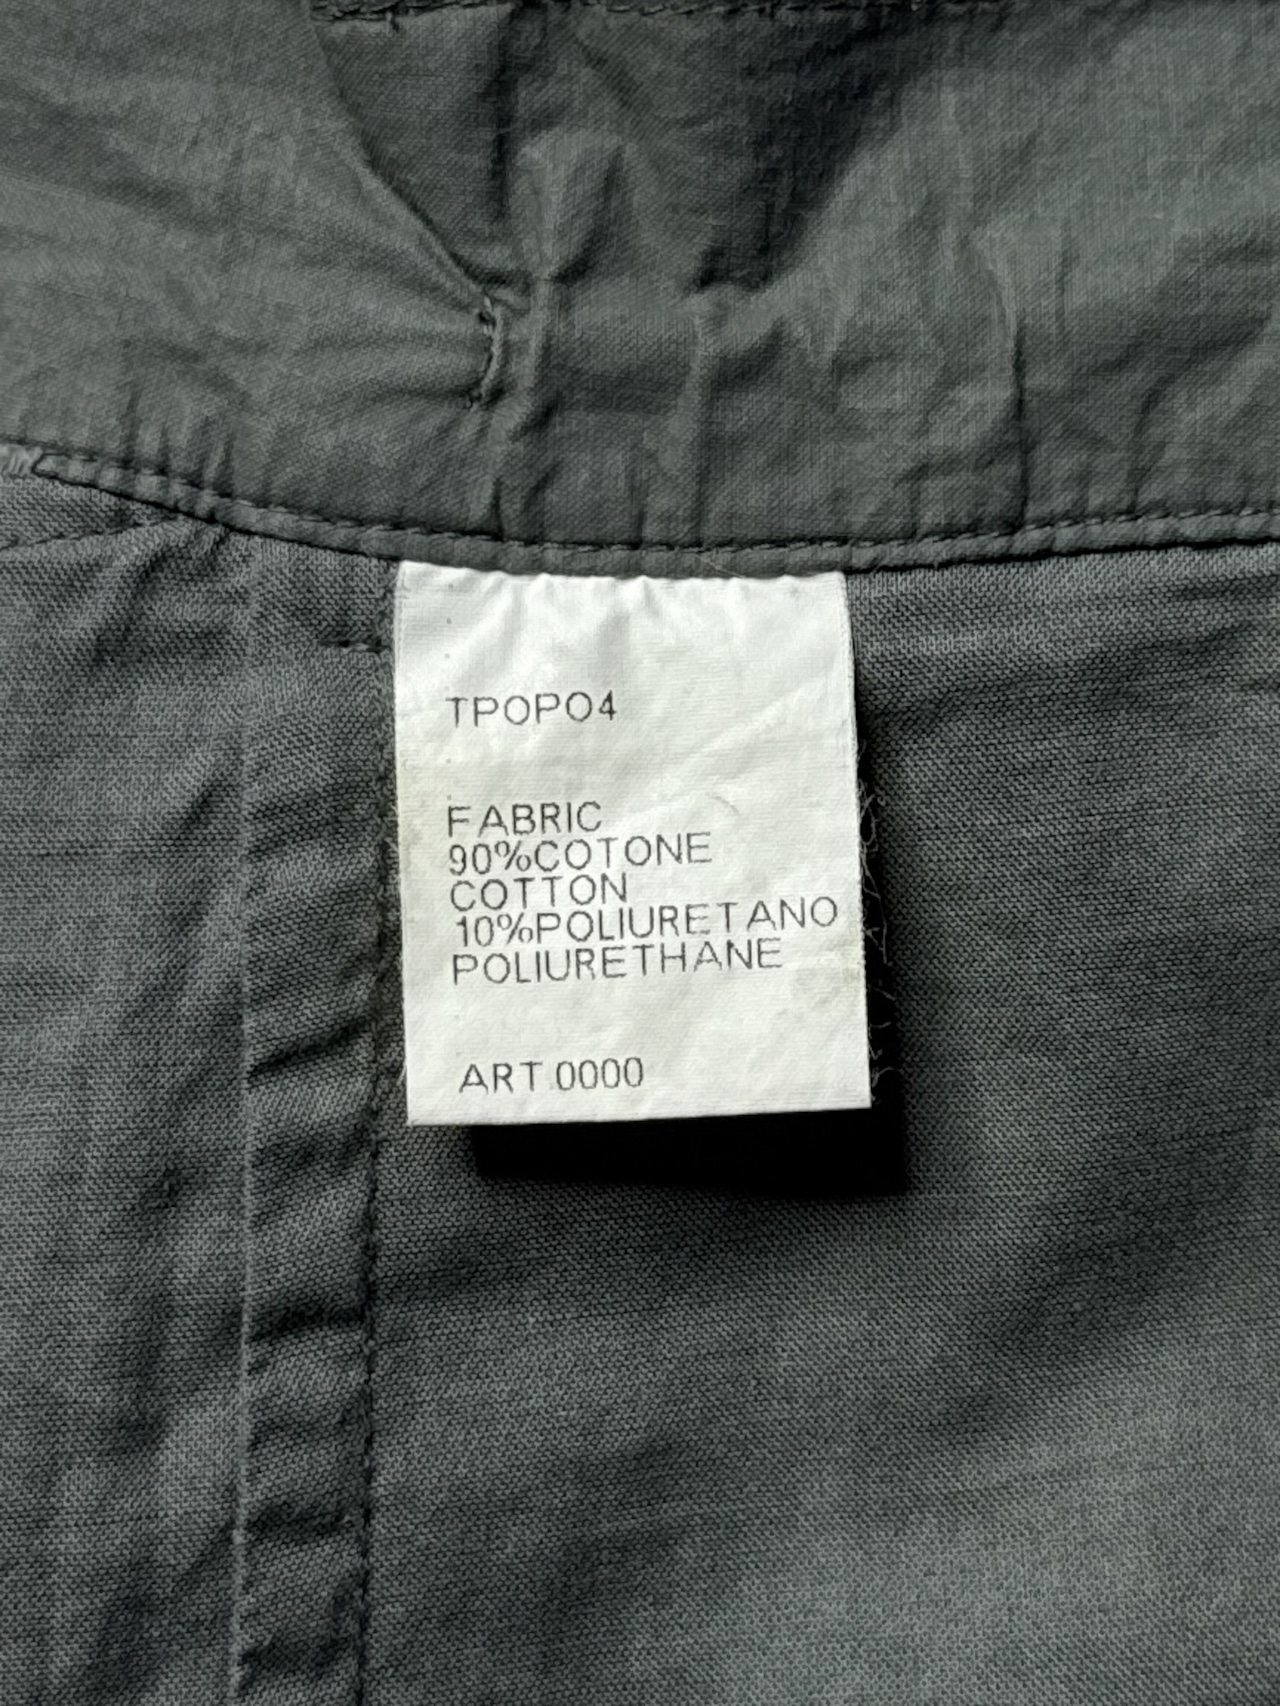 TPOPO4
FABRIC
90%COTONE
COTTON
10%POLIURETANO
POLIURETHANE
ART.0000